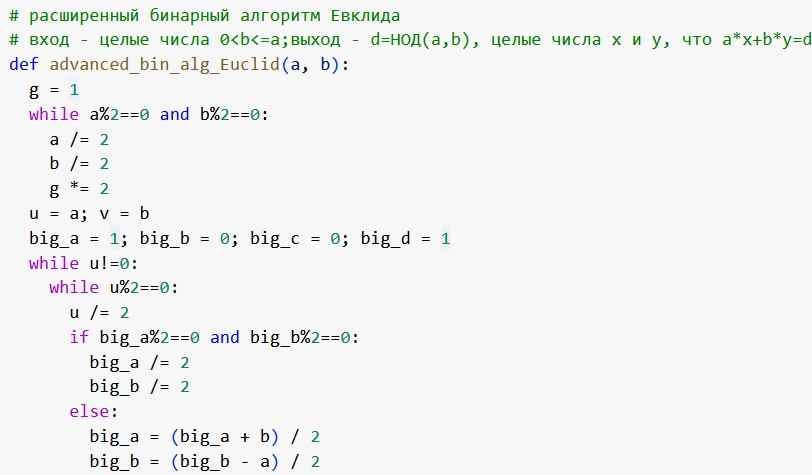 # расширенный бинарный алгоритм Евклида
# вход - целые числа 0<b<=a;выход - d=НОД(a,b), целые числа x и y, что a*x+b*y=d
def advanced_bin_alg_Euclid(a, b):
  g = 1
  while a%2==0 and b%2==0:
    a /= 2
    b /= 2
    g *= 2
  u = a; v = b
  big_a = 1; big_b = 0; big_c = 0; big_d = 1
  while u!=0:
    while u%2==0:
      u /= 2
      if big_a%2==0 and big_b%2==0:
        big_a /= 2
        big_b /= 2
      else:
        big_a = (big_a + b) / 2
        big_b = (big_b - a) / 2